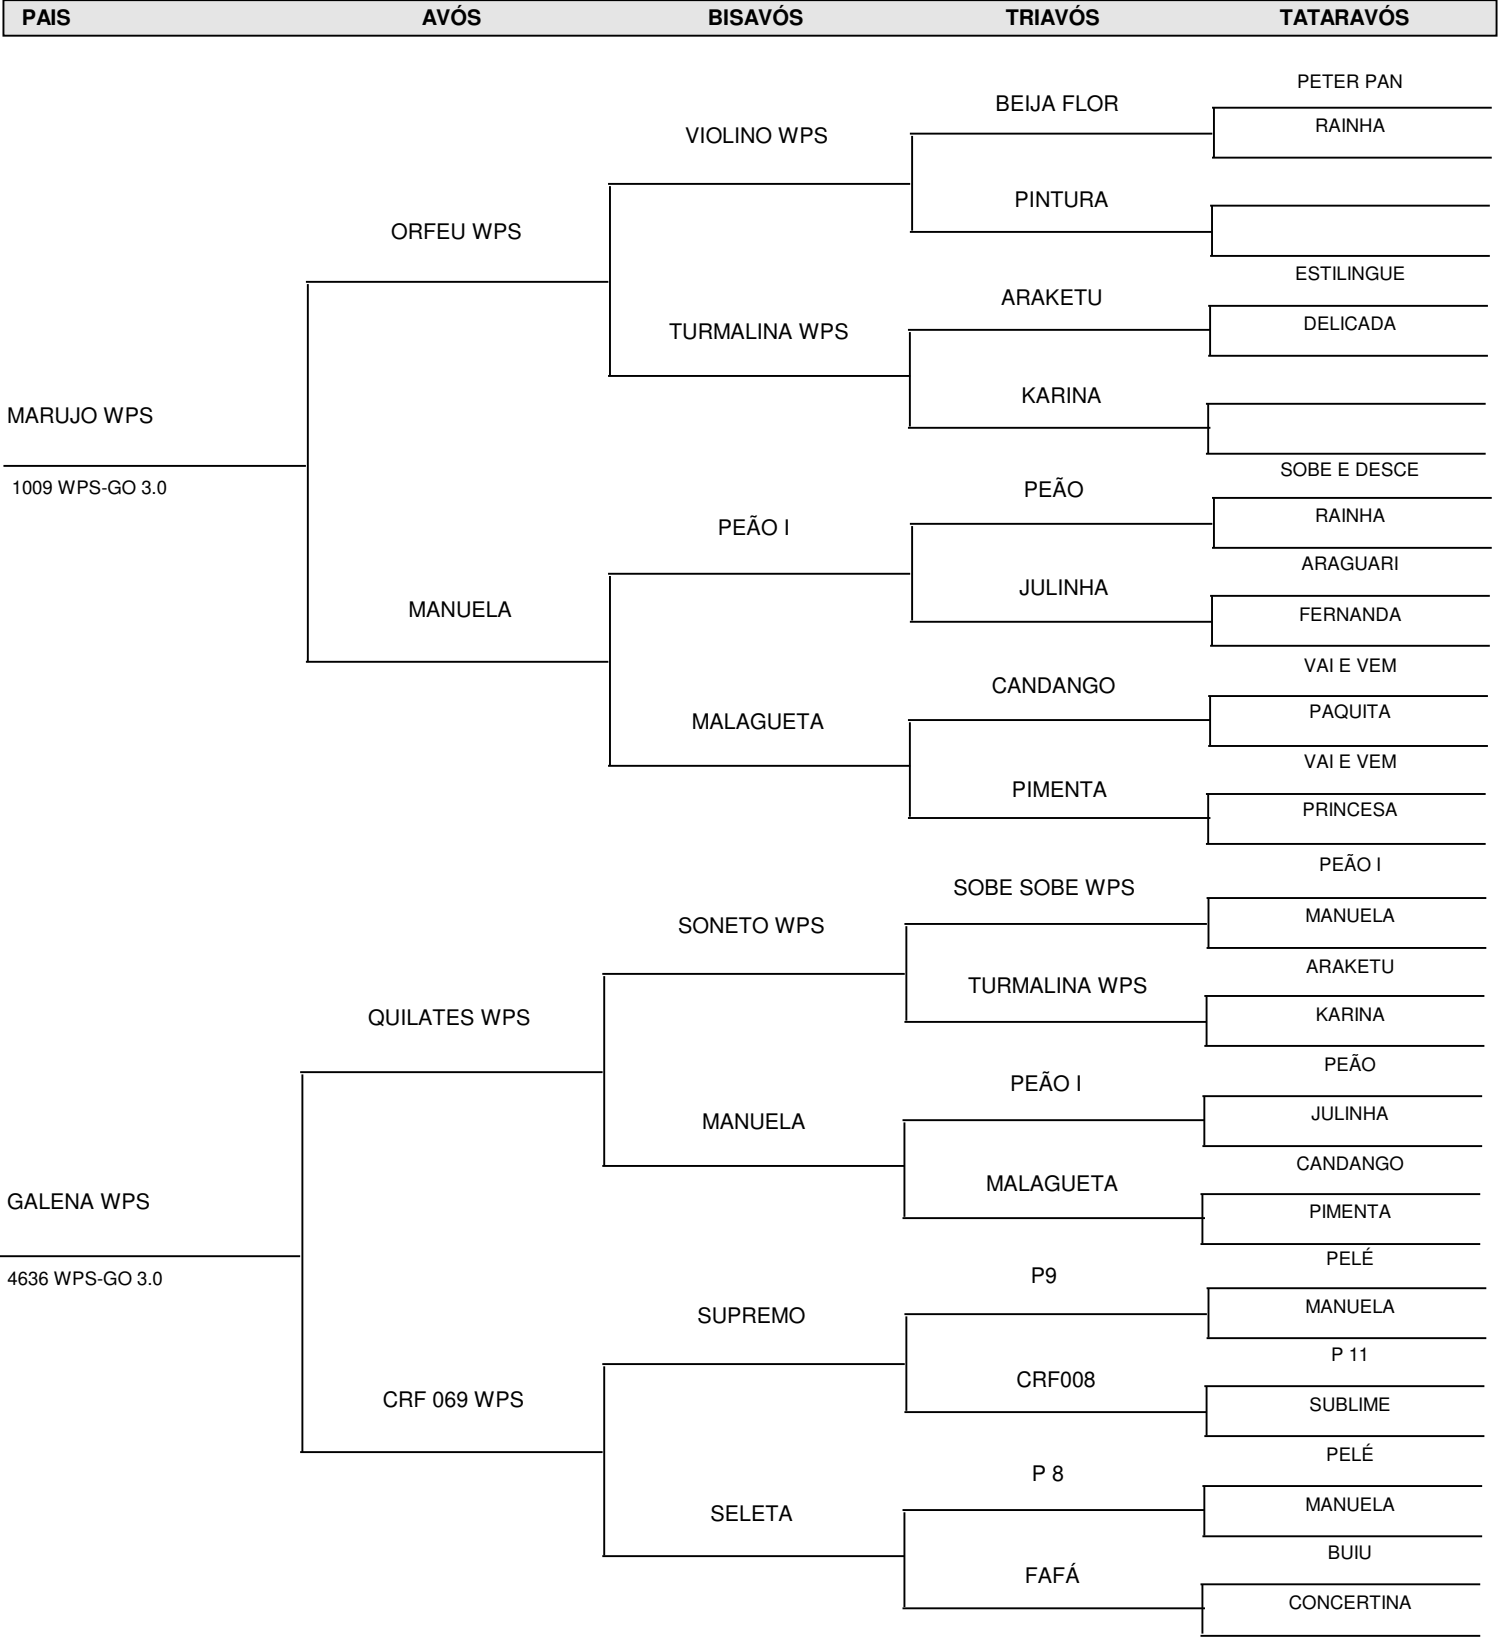 PAIS AVÓS BISAVÓS TRIAVÓS TATARAVÓS
PETER PAN
BEIJA FLOR
RAINHA
VIOLINO WPS
PINTURA
ORFEU WPS
ESTILINGUE
ARAKETU
DELICADA
TURMALINA WPS
KARINA
MARUJO WPS
SOBE E DESCE
1009 WPS-GO 3.0
PEÃO
RAINHA
PEÃO I
ARAGUARI
JULINHA
MANUELA
FERNANDA
VAI E VEM
CANDANGO
PAQUITA
MALAGUETA
VAI E VEM
PIMENTA
PRINCESA
PEÃO I
SOBE SOBE WPS
MANUELA
SONETO WPS
ARAKETU
TURMALINA WPS
QUILATES WPS
KARINA
PEÃO
PEÃO I
JULINHA
MANUELA
CANDANGO
MALAGUETA
GALENA WPS
PIMENTA
PELÉ
4636 WPS-GO 3.0
P9
MANUELA
SUPREMO
P 11
CRF008
CRF 069 WPS
SUBLIME
PELÉ
P 8
MANUELA
SELETA
BUIU
FAFÁ
CONCERTINA